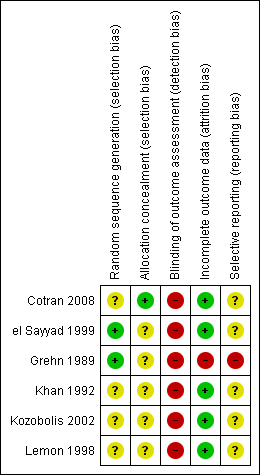 Random sequence generation (selection bias)
Allocation concealment (selection bias)
Blinding of outcome assessment (detection bias)
Incomplete outcome data (attrition bias)
Selective reporting (reporting bias)
Cotran 2008 ? + - + ?
el Sayyad 1999 + ? - + ?
Grehn 1989 + ? - - -
Khan 1992 ? ? - + ?
Kozobolis 2002 ? ? - + ?
Lemon 1998 ? ? - + ?